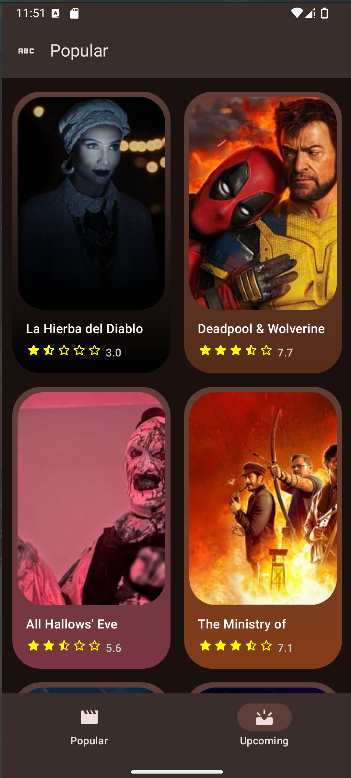 11:51 A
ABC Popular
La Hierba del Diablo
3.0
Deadpool & Wolverine
7.7
All Hallows' Eve
5.6
The Ministry of
7.1
Popular
Upcoming